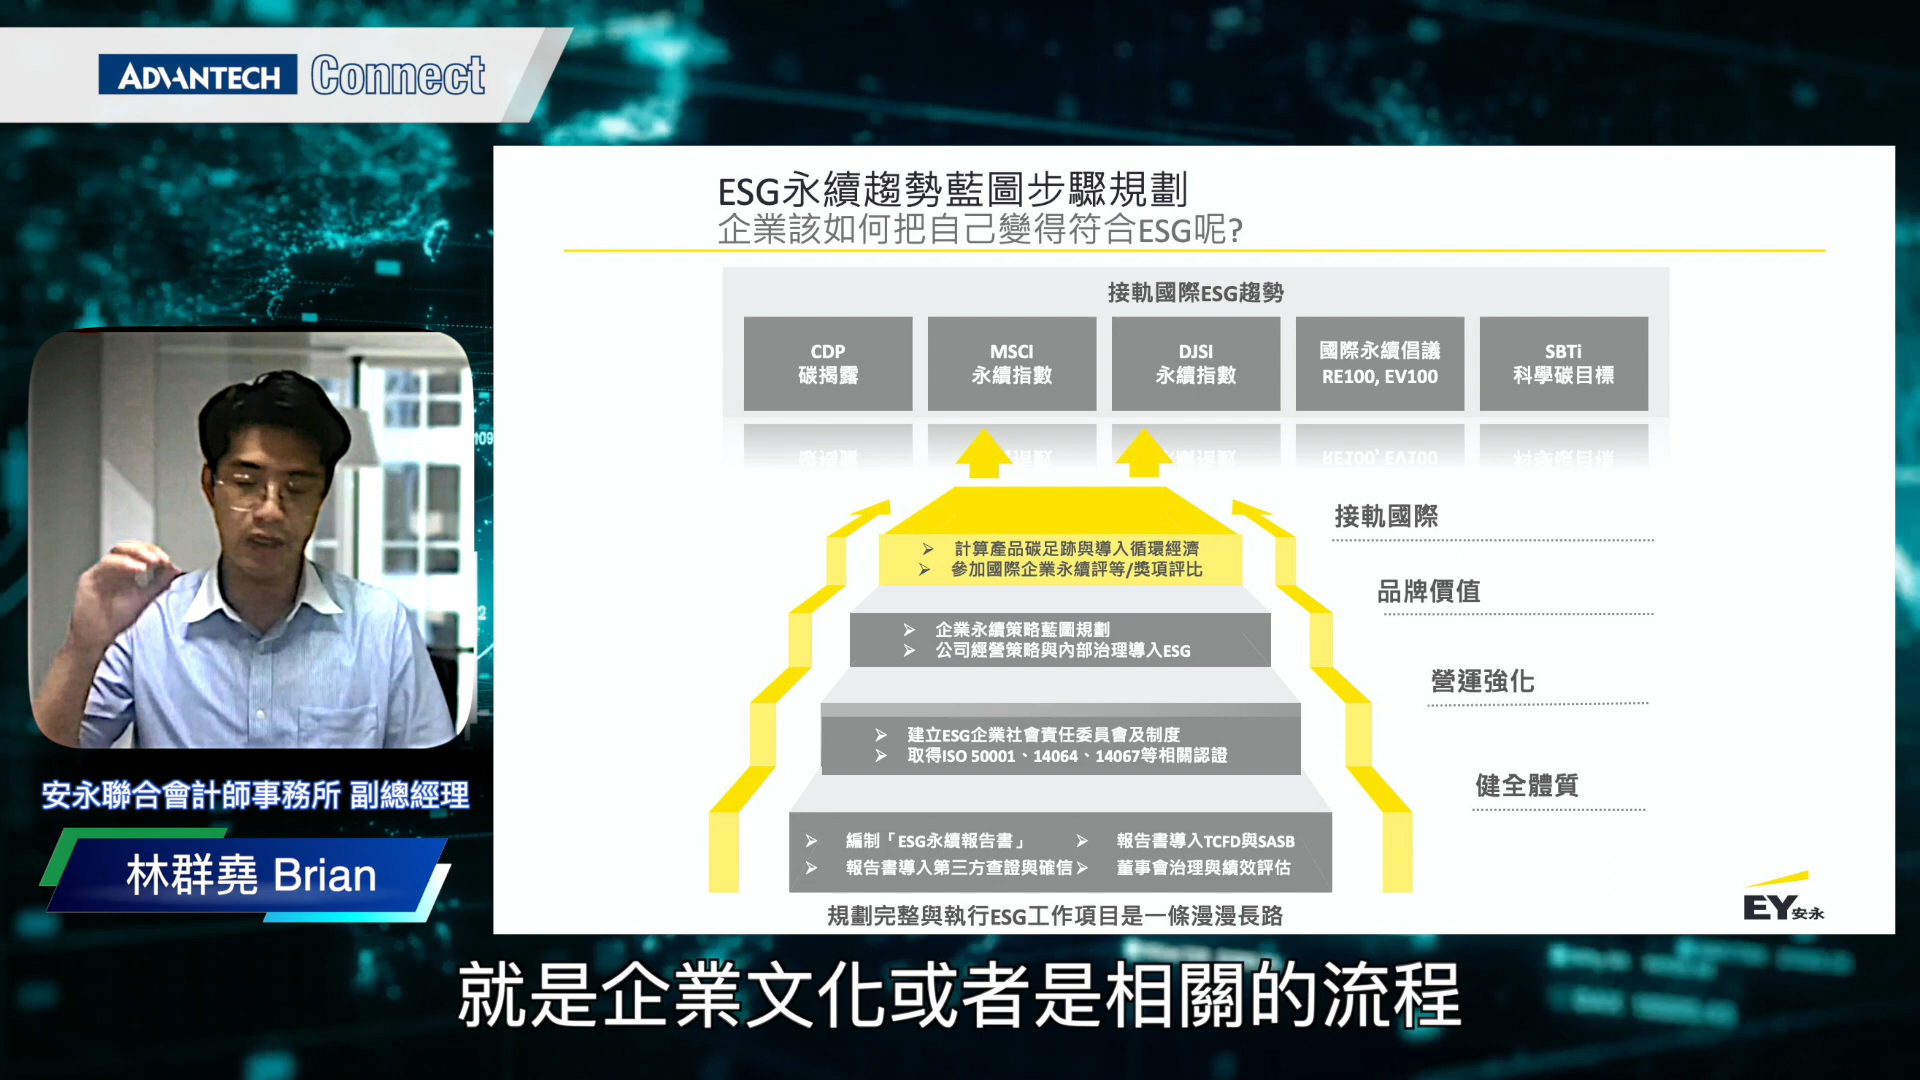 ADVANTECH Connect
ESG永續趨勢藍圖步驟規劃
企業該如何把自己變得符合ESG呢?
接軌國際ESG趨勢
CDP
碳揭露
MSCI
永續指數
DJSI
永續指數
國際永續倡議
RE100, EV100
SBTi
科學碳目標
➢ 計算產品碳足跡與導入循環經濟
➢ 參加國際企業永續評等/獎項評比
接軌國際
➢ 企業永續策略藍圖規劃
➢ 公司經營策略與內部治理導入ESG
品牌價值
➢ 建立ESG企業社會責任委員會及制度
➢ 取得ISO 50001、14064、14067等相關認證
營運強化
➢ 編制「ESG永續報告書」
➢ 報告書導入第三方查證與確信
➢ 報告書導入TCFD與SASB
➢ 董事會治理與績效評估
健全體質
規劃完整與執行ESG工作項目是一條漫漫長路
EY安永
安永聯合會計師事務所 副總經理
林群堯 Brian
就是企業文化或者是相關的流程